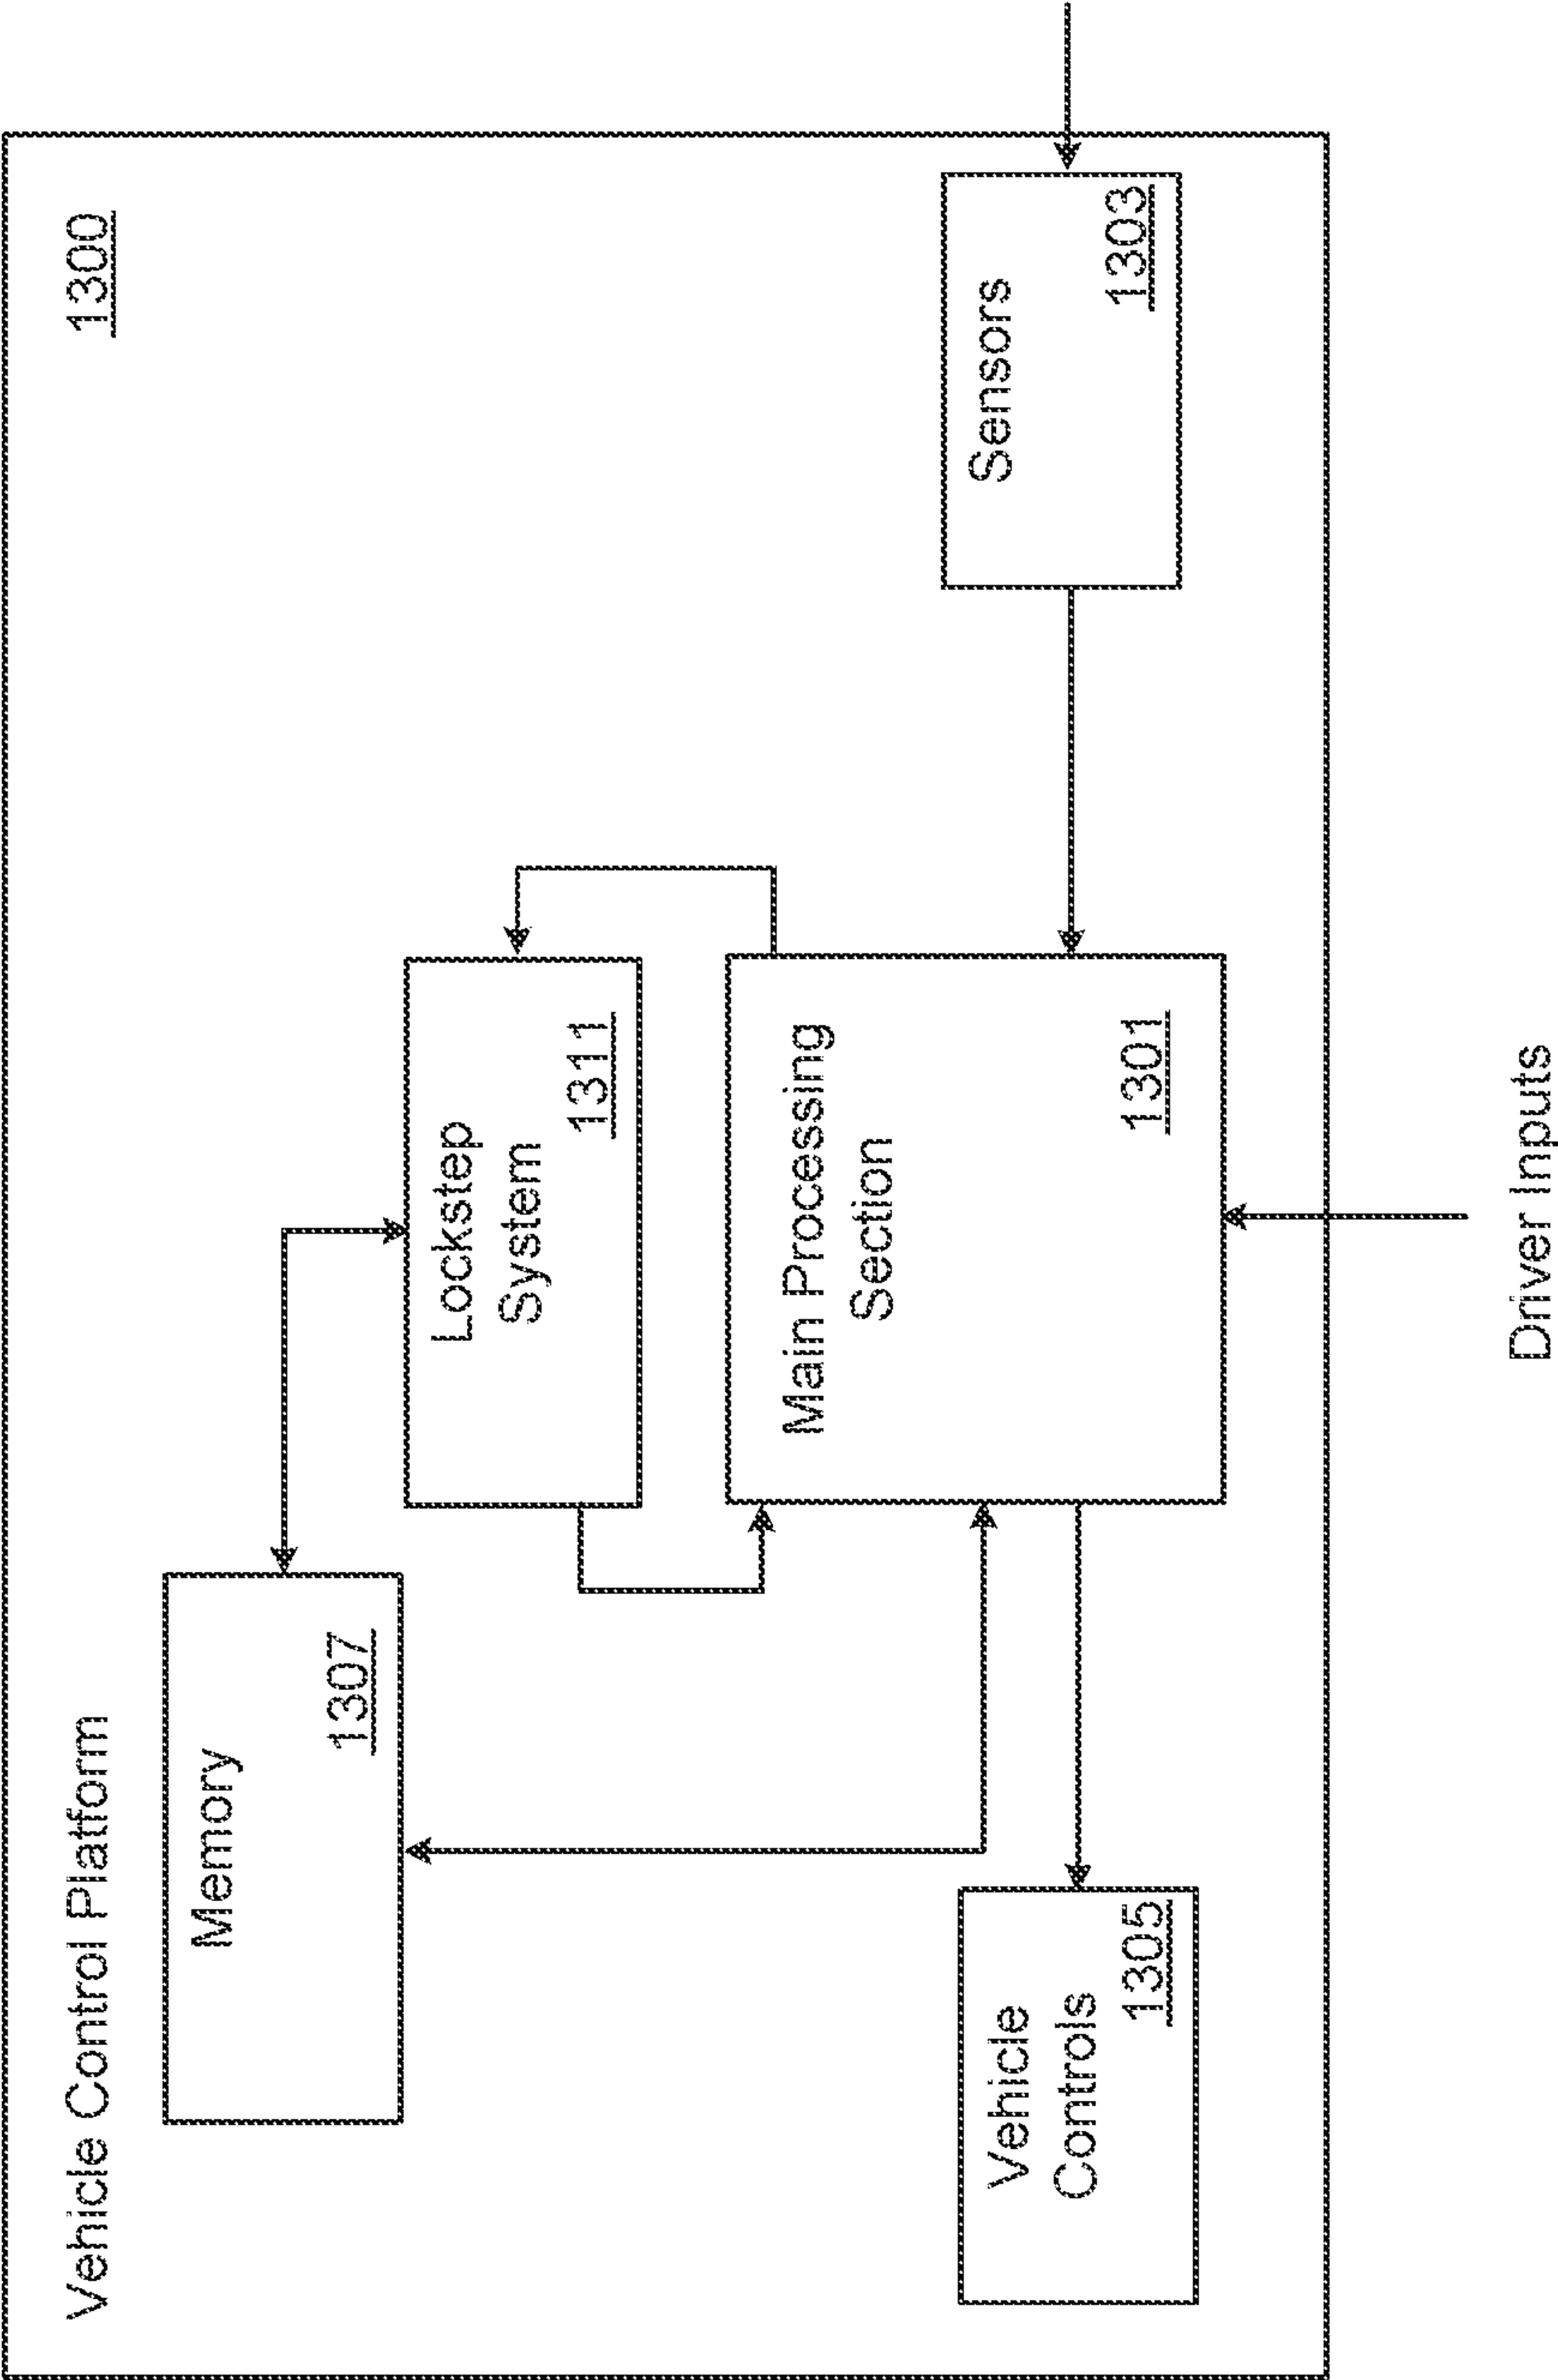 Vehicle Control Platform
1300
Memory
1307
Lockstep
System
1311
Main Processing
Section
1301
Sensors
1303
Vehicle
Controls
1305
Driver Inputs